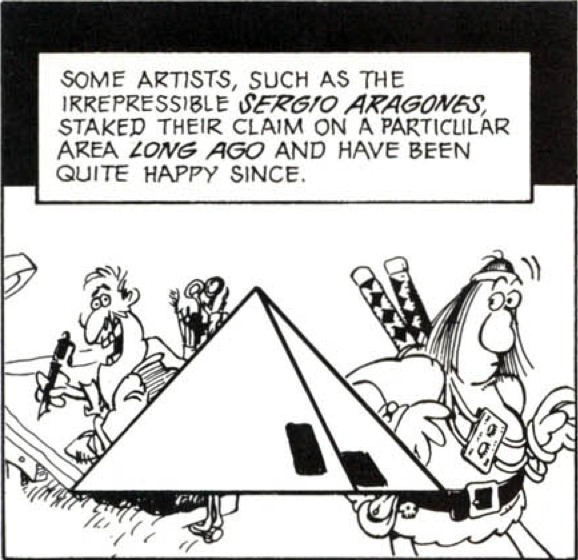 SOME ARTISTS, SUCH AS THE
IRREPRESSIBLE SERGIO ARAGONES,
STAKED THEIR CLAIM ON A PARTICULAR
AREA LONG AGO AND HAVE BEEN
QUITE HAPPY SINCE.